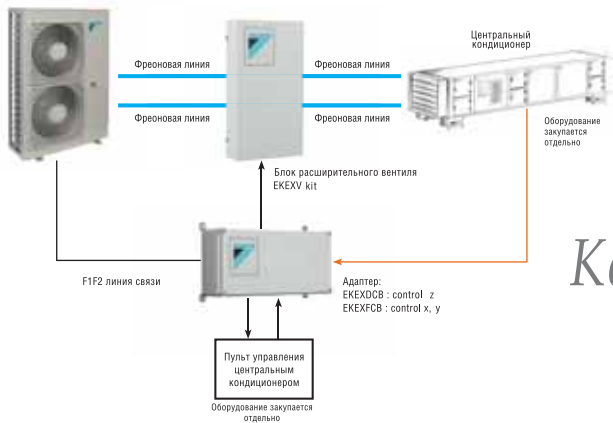 Центральный
кондиционер
Фреоновая линия
Фреоновая линия
Фреоновая линия
Фреоновая линия
Оборудование
закупается
отдельно
Блок расширительного вентиля
EKEXV kit
F1F2 линия связи
Адаптер:
EKEXDCB : control z
EKEXFCB : control x, y
Пульт управления
центральным
кондиционером
Оборудование закупается
отдельно